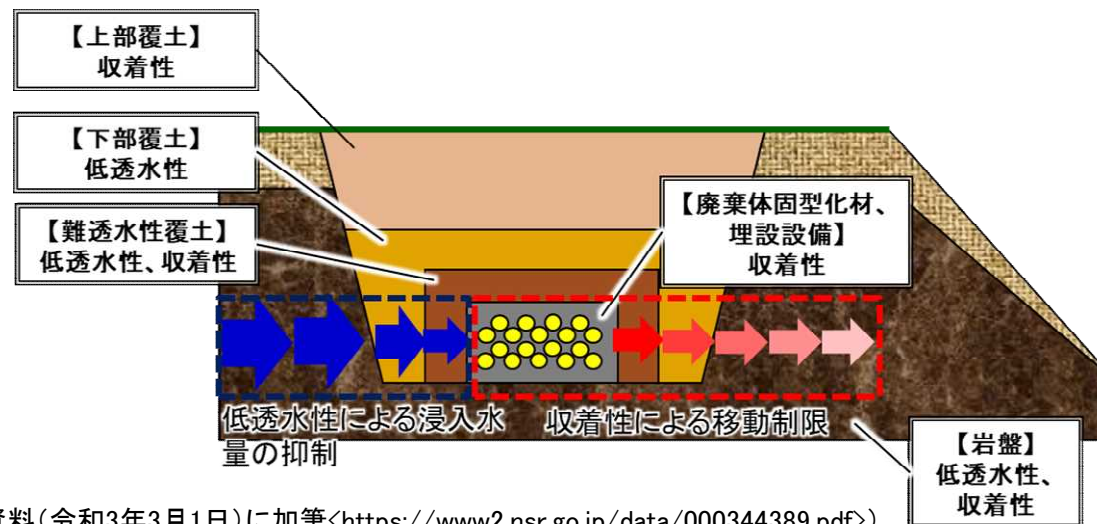 【上部覆土】
収着性
【下部覆土】
低透水性
【難透水性覆土】
低透水性、収着性
【廃棄体固型化材、
埋設設備】
収着性
低透水性による浸入水
量の抑制
収着性による移動制限
【岩盤】
低透水性、
収着性
資料(令和3年3月1日)に加筆<https://www2.nsr.go.jp/data/000344389.pdf>)